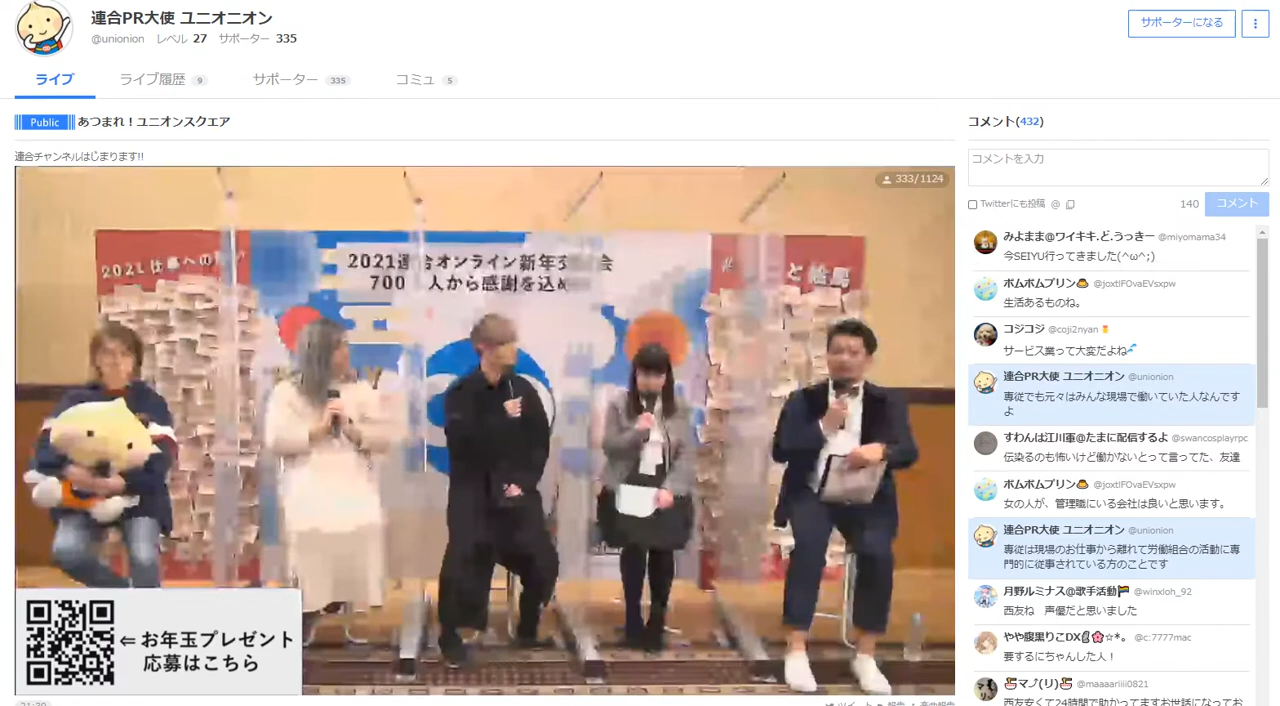 連合PR大使 ユニオニオン
@unionion レベル 27 サポーター 335
サポーターになる
ライブ
ライブ履歴 9
サポーター 335
コミュ 5
Public あつまれ！ユニオンスクエア
連合チャンネルはじまります!!
333/1124
2021連合オンライン新年交
会
700
人から感謝を込め
⇐お年玉プレゼント
応募はこちら
コメント(432)
コメントを入力
Twitterにも投稿 @
140
コメント
みよまま@ワイキキ.ど.うっきー @miyomama34
今SEIYU行ってきました(^ω^;)
ボムボムプリン🍮 @joxtIFOvaEVsxpw
生活あるものね。
コジコジ @coji2nyan
サービス業って大変だよね
連合PR大使 ユニオニオン @unionion
専従でも元々はみんな現場で働いていた人なんです
よ
すわんは江川軍@たまに配信するよ @swancosplayrpc
伝染るのも怖いけど働かないとって言ってた、友達
ボムボムプリン🍮 @joxtIFOvaEVsxpw
女の人が、管理職にいる会社は良いと思います。
連合PR大使 ユニオニオン @unionion
専従は現場のお仕事から離れて労働組合の活動に専
門的に従事されている方のことです
月野ルミナス@歌手活動 @winxloh_92
西友ね 声優だと思いました
やや腹黒りこDX🌸☆*。 @c:7777mac
要するにちゃんした人！
マ⤴(リ) @maaaariiii0821
西友安くて24時間で助かってますお世話になってお